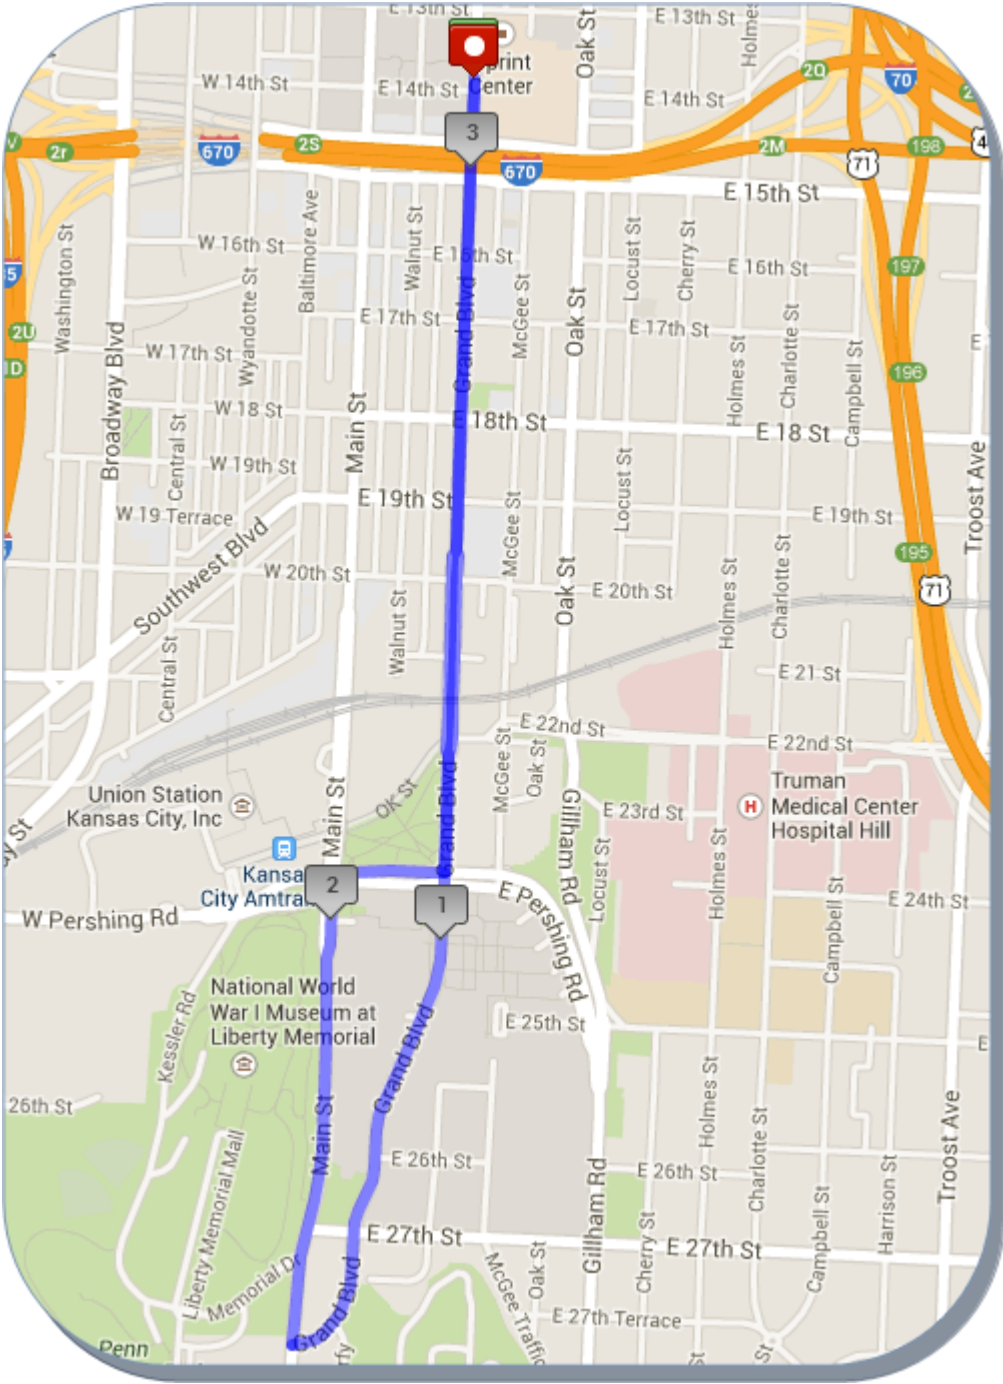 E 13th St
E 13th St
Oak St
Holmes
print
Center
W 14th St
E 14th St
E 14th St
2Q
70
3
2r
670
2S
670
2M
71
198
E 15th St
Washington St
W 16th St
Baltimore Ave
Walnut St
E 15th St
Locust St
Cherry St
E 16th St
197
2U
Broadway Blvd
Wyandotte St
E 17th St
Grand Blvd
McGee St
Oak St
E 17th St
Charlotte St
W 17th St
Holmes St
Campbell St
196
W 18 St
Main St
18th St
E 18 St
Central St
W 19th St
E 19th St
Locust St
Troost Ave
W 19 Terrace
McGee St
E 19th St
Southwest Blvd
W 20th St
Oak St
E 20th St
Holmes St
Charlotte St
195
71
Central St
Walnut St
E 21 St
E 22nd St
E 22nd St
McGee St
Oak St
Union Station
Kansas City, Inc
Main St
OK St
Grand Blvd
Gillham Rd
E 23rd St
H
Truman
Medical Center
Hospital Hill
Locust St
Holmes St
Kansa
City Amtra
2
1
W Pershing Rd
E Pershing Rd
E 24th St
Campbell St
National World
War I Museum at
Liberty Memorial
Kessler Rd
Grand Blvd
E 25th St
26th St
Main St
Holmes St
Charlotte St
Troost Ave
Liberty Memorial Mall
E 26th St
E 26th St
Gillham Rd
Harrison St
Campbell St
E 27th St
E 27th St
Cherry St
Memorial Dr
Grand Blvd
McGee Traffic
Oak St
E 27th Terrace
Penn
rfy
St